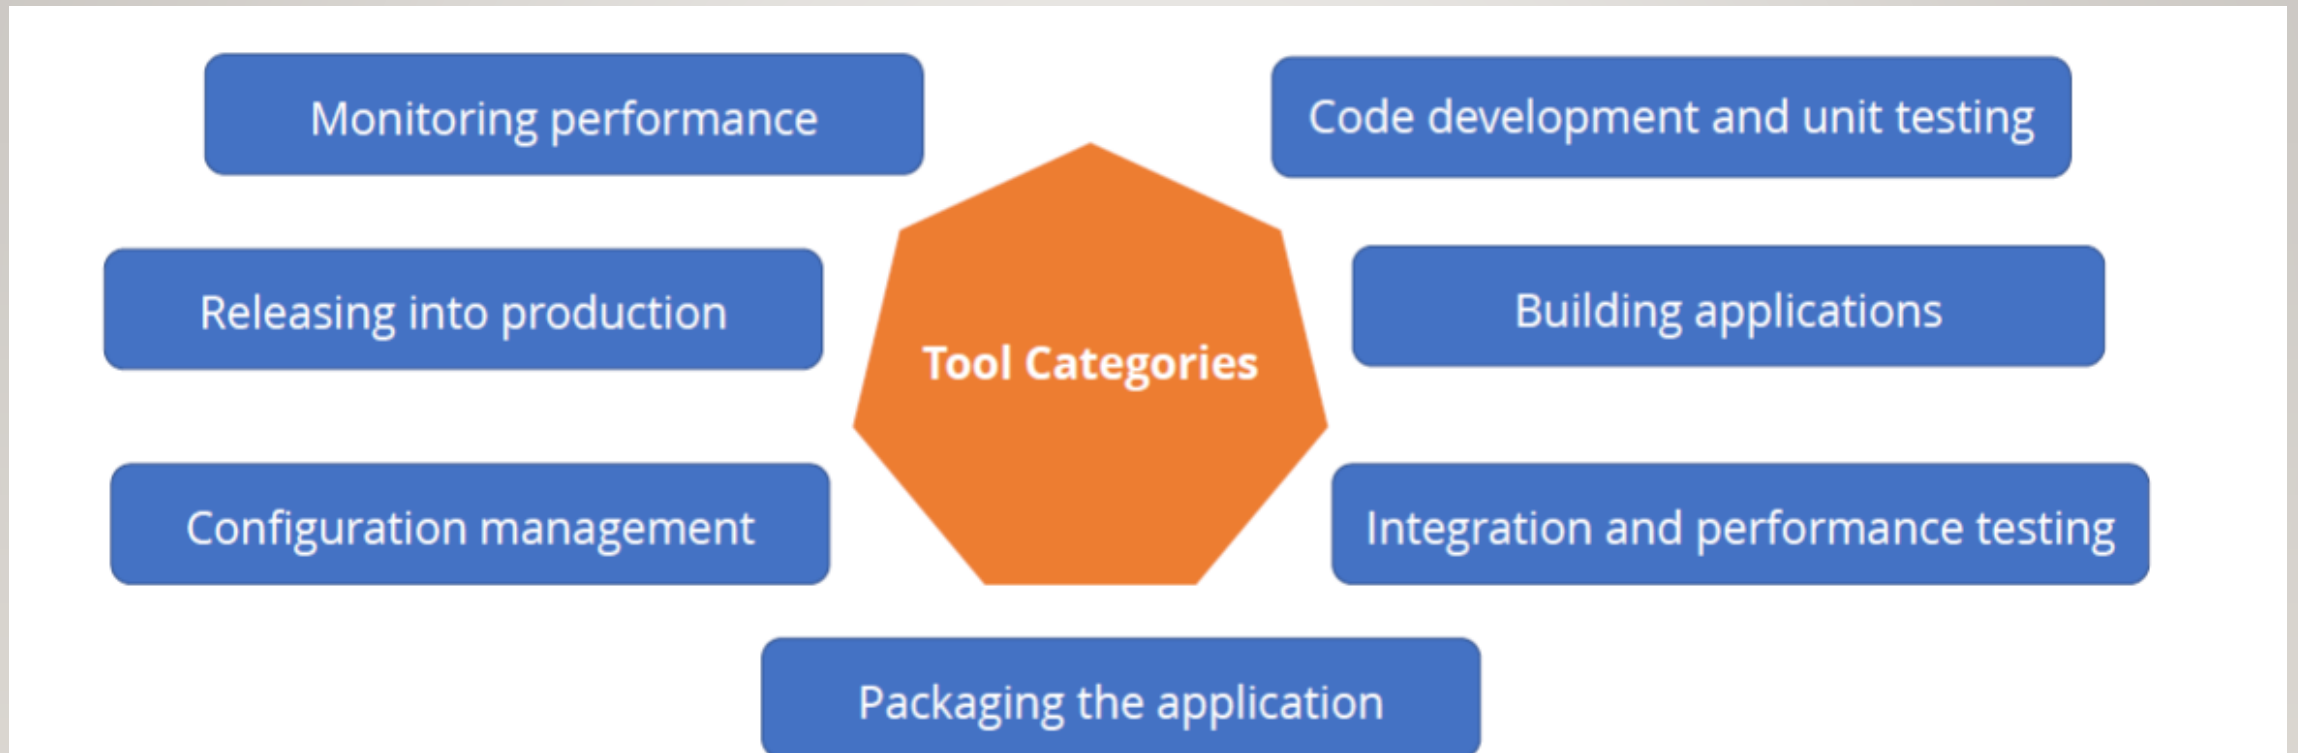 Monitoring performance
Code development and unit testing
Releasing into production
Building applications
Tool Categories
Configuration management
Integration and performance testing
Packaging the application